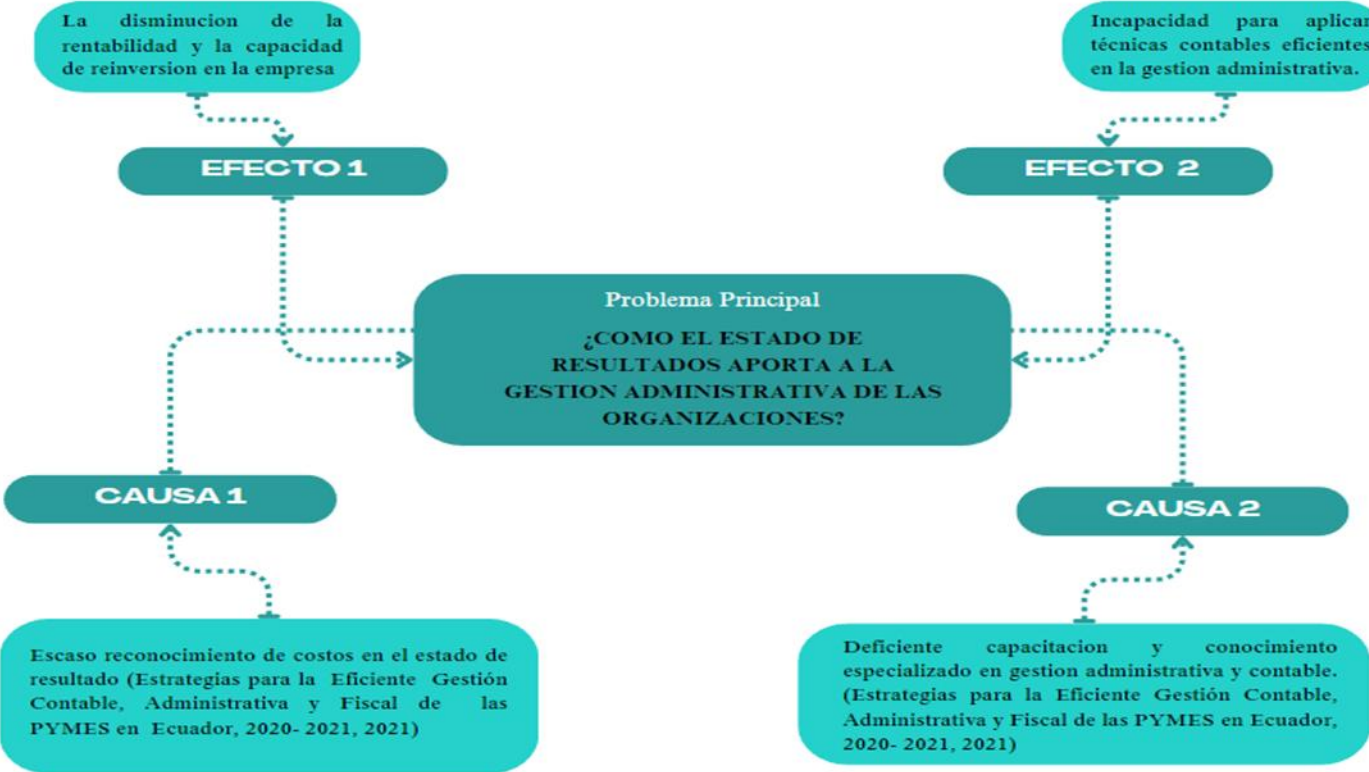 La disminucion de la
rentabilidad y la capacidad
de reinversion en la empresa
Incapacidad para aplicar
técnicas contables eficientes
en la gestion administrativa.
EFECTO 1
EFECTO 2
Problema Principal
¿COMO EL ESTADO DE
RESULTADOS APORTA A LA
GESTION ADMINISTRATIVA DE LAS
ORGANIZACIONES?
CAUSA 1
CAUSA 2
Escaso reconocimiento de costos en el estado de
resultado (Estrategias para la Eficiente Gestión
Contable, Administrativa y Fiscal de las
PYMES en Ecuador, 2020- 2021, 2021)
Deficiente capacitacion y conocimiento
especializado en gestion administrativa y contable.
(Estrategias para la Eficiente Gestión Contable,
Administrativa y Fiscal de las PYMES en Ecuador,
2020- 2021, 2021)